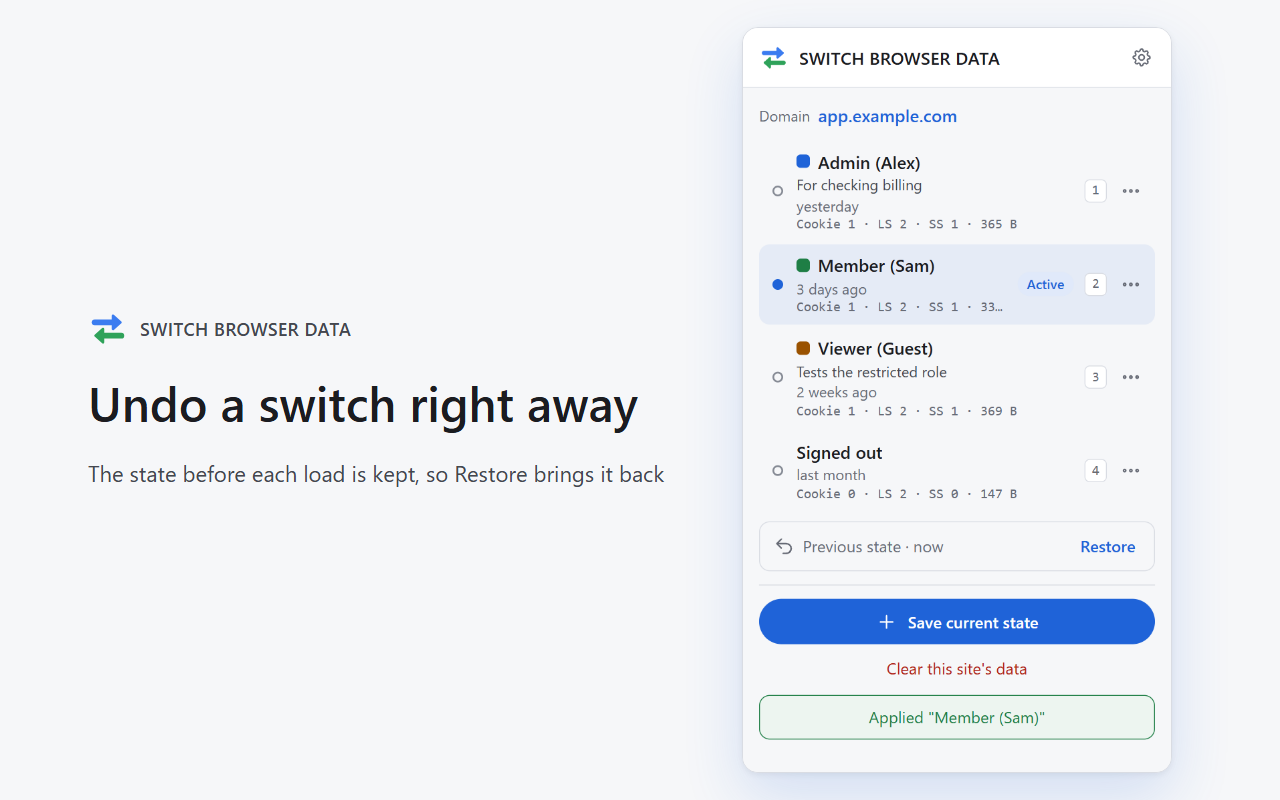 SWITCH BROWSER DATA
Undo a switch right away
The state before each load is kept, so Restore brings it back
SWITCH BROWSER DATA
Domain app.example.com
Admin (Alex)
For checking billing
yesterday
Cookie 1 · LS 2 · SS 1 · 365 B
1
Member (Sam)
3 days ago
Cookie 1 · LS 2 · SS 1 · 33…
Active
2
Viewer (Guest)
Tests the restricted role
2 weeks ago
Cookie 1 · LS 2 · SS 1 · 369 B
3
Signed out
last month
Cookie 0 · LS 2 · SS 0 · 147 B
4
Previous state · now
Restore
Save current state
Clear this site's data
Applied "Member (Sam)"